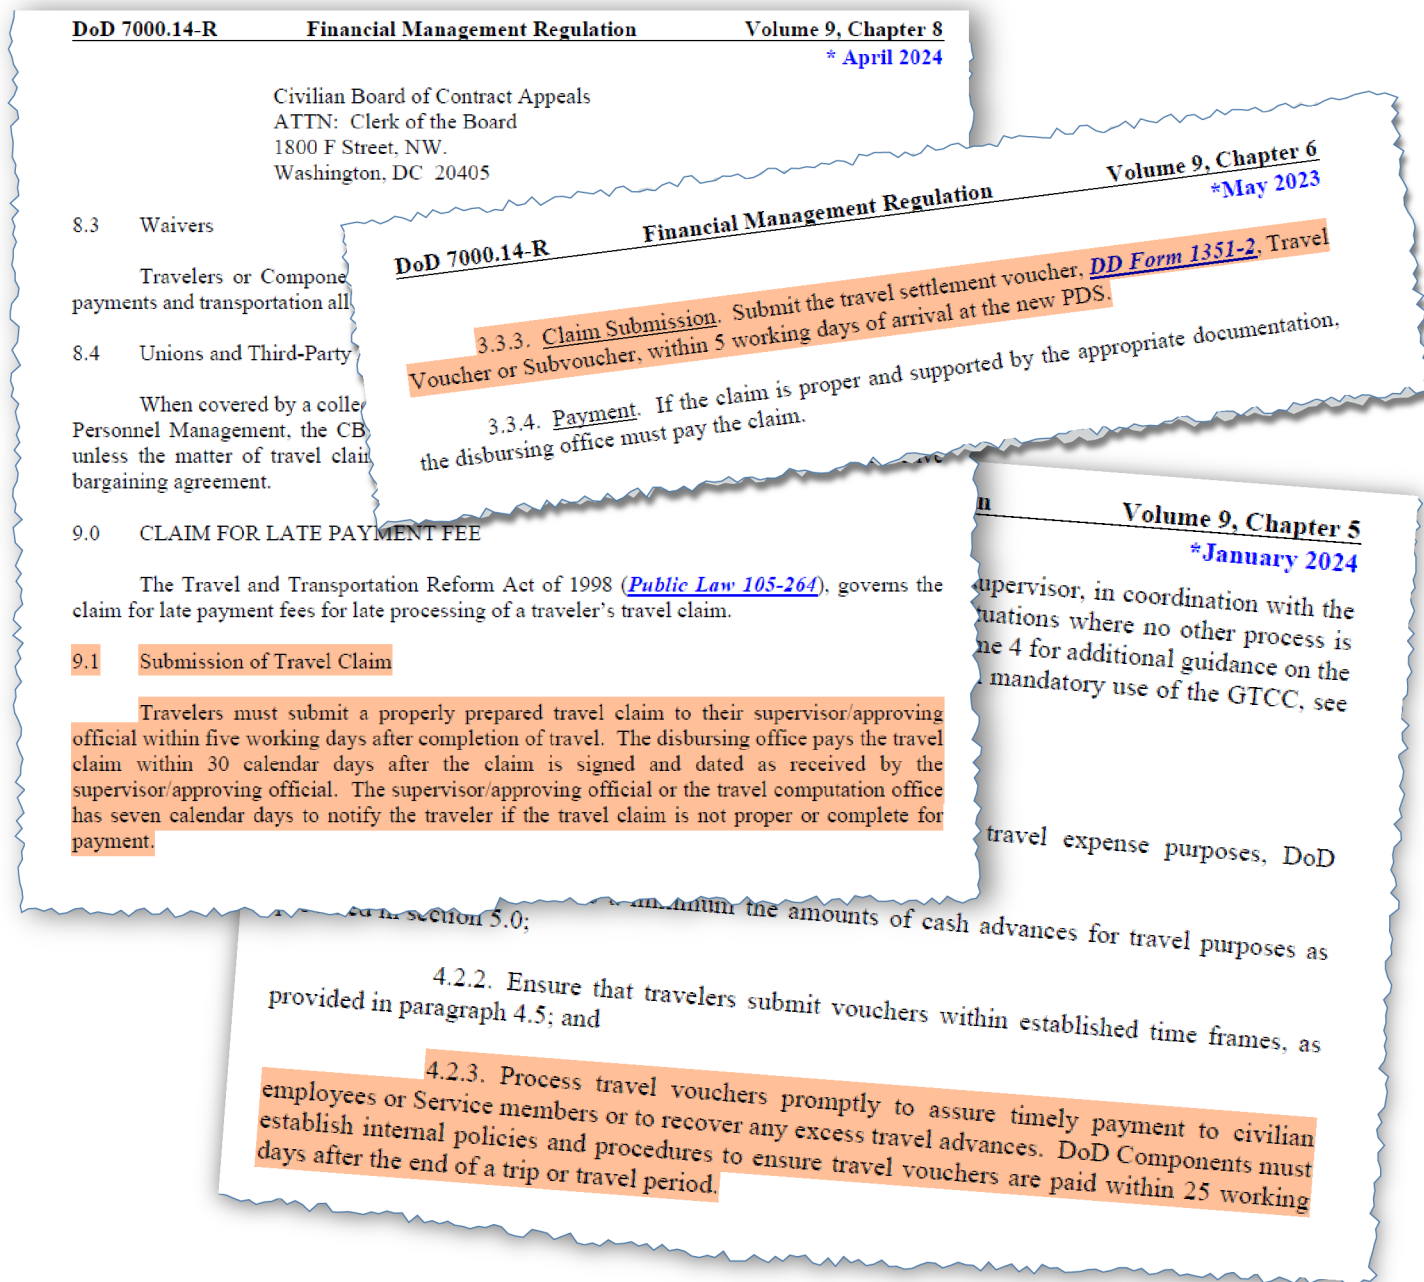 DoD 7000.14-R Financial Management Regulation Volume 9, Chapter 8
* April 2024
Civilian Board of Contract Appeals
ATTN: Clerk of the Board
1800 F Street, NW.
Washington, DC 20405
8.3 Waivers
Travelers or Compone
payments and transportation all
8.4 Unions and Third-Party
When covered by a colle
Personnel Management, the CB
unless the matter of travel clai
bargaining agreement.
9.0 CLAIM FOR LATE PAYMENT FEE
The Travel and Transportation Reform Act of 1998 (Public Law 105-264), governs the
claim for late payment fees for late processing of a traveler's travel claim.
9.1 Submission of Travel Claim
Travelers must submit a properly prepared travel claim to their supervisor/approving
official within five working days after completion of travel. The disbursing office pays the travel
claim within 30 calendar days after the claim is signed and dated as received by the
supervisor/approving official. The supervisor/approving official or the travel computation office
has seven calendar days to notify the traveler if the travel claim is not proper or complete for
payment.
DoD 7000.14-R Financial Management Regulation Volume 9, Chapter 6
*May 2023
3.3.3. Claim Submission. Submit the travel settlement voucher, DD Form 1351-2, Travel
Voucher or Subvoucher, within 5 working days of arrival at the new PDS.
3.3.4. Payment. If the claim is proper and supported by the appropriate documentation,
the disbursing office must pay the claim.
n Volume 9, Chapter 5
*January 2024
upervisor, in coordination with the
uations where no other process is
ne 4 for additional guidance on the
mandatory use of the GTCC, see
travel expense purposes, DoD
minimum the amounts of cash advances for travel purposes as
in section 5.0;
4.2.2. Ensure that travelers submit vouchers within established time frames, as
provided in paragraph 4.5; and
4.2.3. Process travel vouchers promptly to assure timely payment to civilian
employees or Service members or to recover any excess travel advances. DoD Components must
establish internal policies and procedures to ensure travel vouchers are paid within 25 working
days after the end of a trip or travel period.